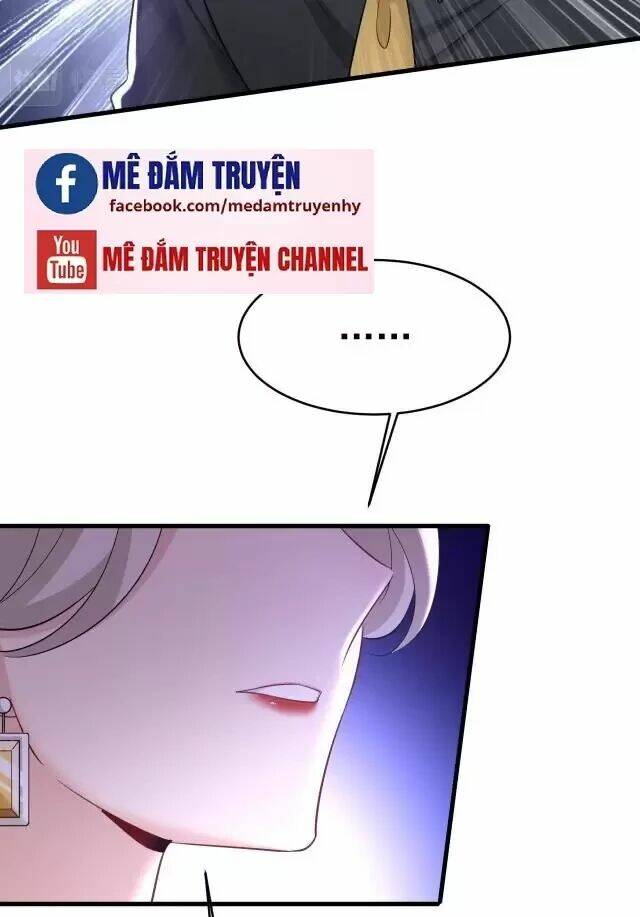 MÊ ĐẮM TRUYỆN
facebook.com/medamtruyenhy
You
Tube
MÊ ĐẮM TRUYỆN CHANNEL
......